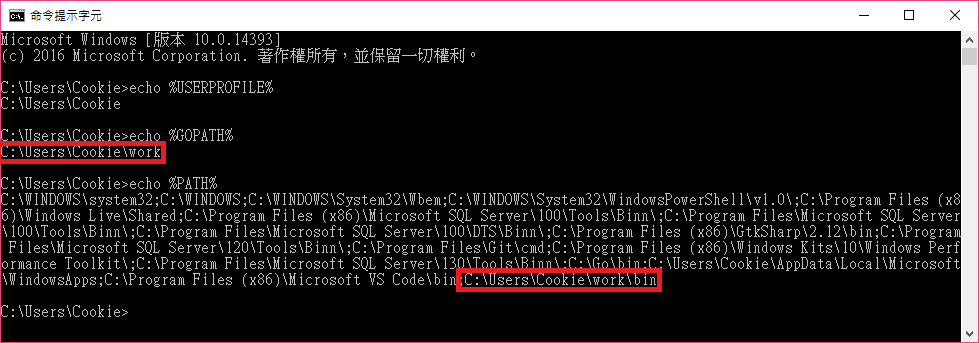 命令提示字元
Microsoft Windows [版本 10.0.14393]
(c) 2016 Microsoft Corporation. 著作權所有，並保留一切權利。
C:\Users\Cookie>echo %USERPROFILE%
C:\Users\Cookie
C:\Users\Cookie>echo %GOPATH%
C:\Users\Cookie\work
C:\Users\Cookie>echo %PATH%
C:\WINDOWS\system32;C:\WINDOWS;C:\WINDOWS\System32\Wbem;C:\WINDOWS\System32\WindowsPowerShell\v1.0\;C:\Program Files (x8
6)\Windows Live\Shared;C:\Program Files (x86)\Microsoft SQL Server\100\Tools\Binn\;C:\Program Files\Microsoft SQL Server
\100\Tools\Binn\;C:\Program Files\Microsoft SQL Server\100\DTS\Binn\;C:\Program Files (x86)\GtkSharp\2.12\bin;C:\Program
 Files\Microsoft SQL Server\120\Tools\Binn\;C:\Program Files\Git\cmd;C:\Program Files (x86)\Windows Kits\10\Windows Perf
ormance Toolkit\;C:\Program Files\Microsoft SQL Server\130\Tools\Binn\;C:\Go\bin;C:\Users\Cookie\AppData\Local\Microsoft
\WindowsApps;C:\Program Files (x86)\Microsoft VS Code\bin;C:\Users\Cookie\work\bin
C:\Users\Cookie>